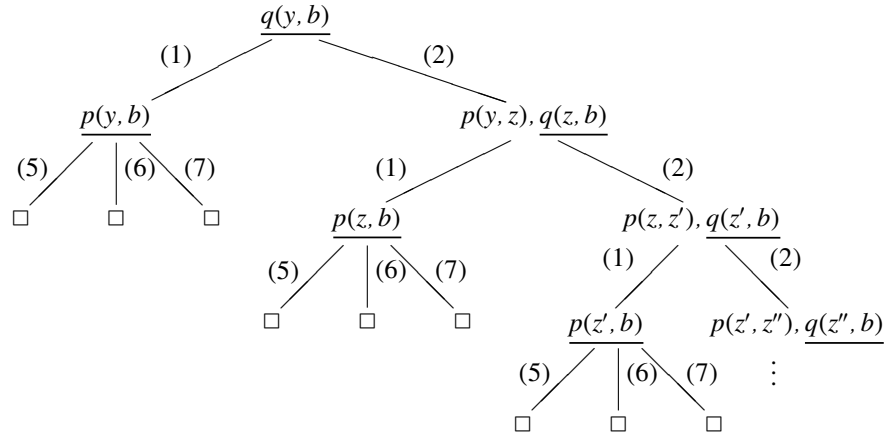 q(y, b)
(1) (2)
p(y, b) p(y, z), q(z, b)
(5) (6) (7) (1) (2)
□ □ □ p(z, b) p(z, z′), q(z′, b)
(5) (6) (7) (1) (2)
□ □ □ p(z′, b) p(z′, z′′), q(z′′, b)
(5) (6) (7) ⋮
□ □ □